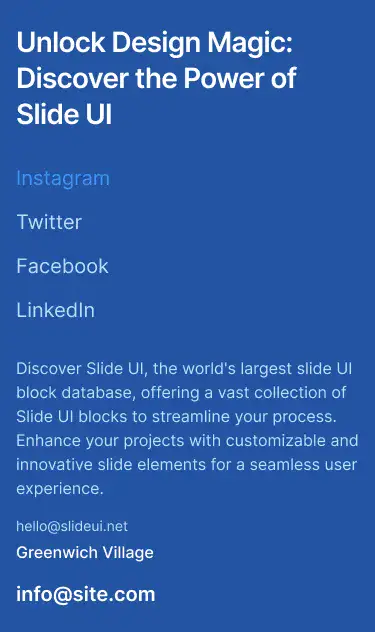 Unlock Design Magic:
Discover the Power of
Slide UI
Instagram
Twitter
Facebook
LinkedIn
Discover Slide UI, the world's largest slide UI
block database, offering a vast collection of
Slide UI blocks to streamline your process.
Enhance your projects with customizable and
innovative slide elements for a seamless user
experience.
hello@slideui.net
Greenwich Village
info@site.com